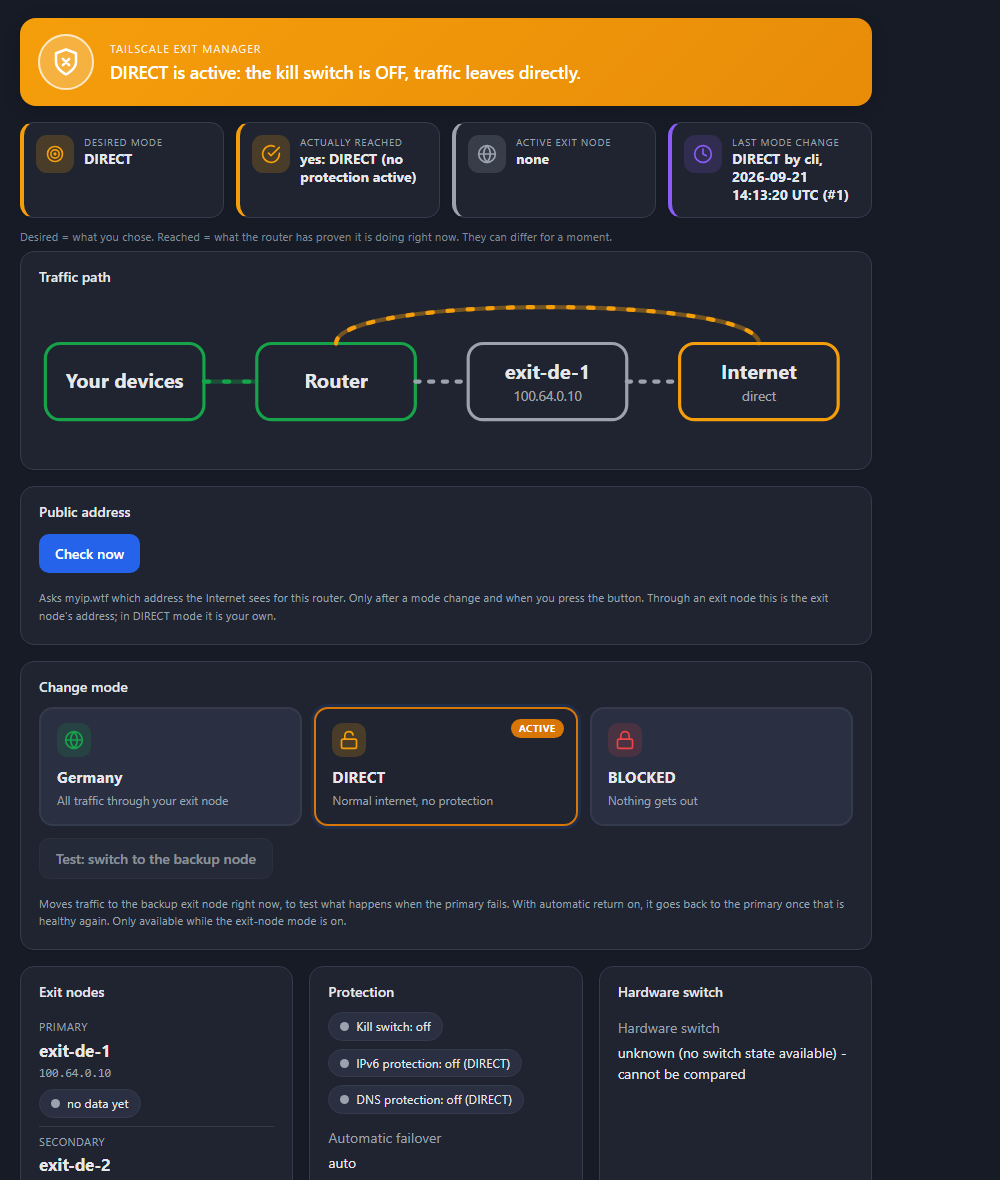 TAILSCALE EXIT MANAGER
DIRECT is active: the kill switch is OFF, traffic leaves directly.
DESIRED MODE
DIRECT
ACTUALLY REACHED
yes: DIRECT (no
protection active)
ACTIVE EXIT NODE
none
LAST MODE CHANGE
DIRECT by cli,
2026-09-21
14:13:20 UTC (#1)
Desired = what you chose. Reached = what the router has proven it is doing right now. They can differ for a moment.
Traffic path
Your devices
Router
exit-de-1
100.64.0.10
Internet
direct
Public address
Check now
Asks myip.wtf which address the Internet sees for this router. Only after a mode change and when you press the button. Through an exit node this is the exit
node's address; in DIRECT mode it is your own.
Change mode
Germany
All traffic through your exit node
ACTIVE
DIRECT
Normal internet, no protection
BLOCKED
Nothing gets out
Test: switch to the backup node
Moves traffic to the backup exit node right now, to test what happens when the primary fails. With automatic return on, it goes back to the primary once that is
healthy again. Only available while the exit-node mode is on.
Exit nodes
PRIMARY
exit-de-1
100.64.0.10
no data yet
SECONDARY
exit-de-2
Protection
Kill switch: off
IPv6 protection: off (DIRECT)
DNS protection: off (DIRECT)
Automatic failover
auto
Hardware switch
Hardware switch
unknown (no switch state available) -
cannot be compared